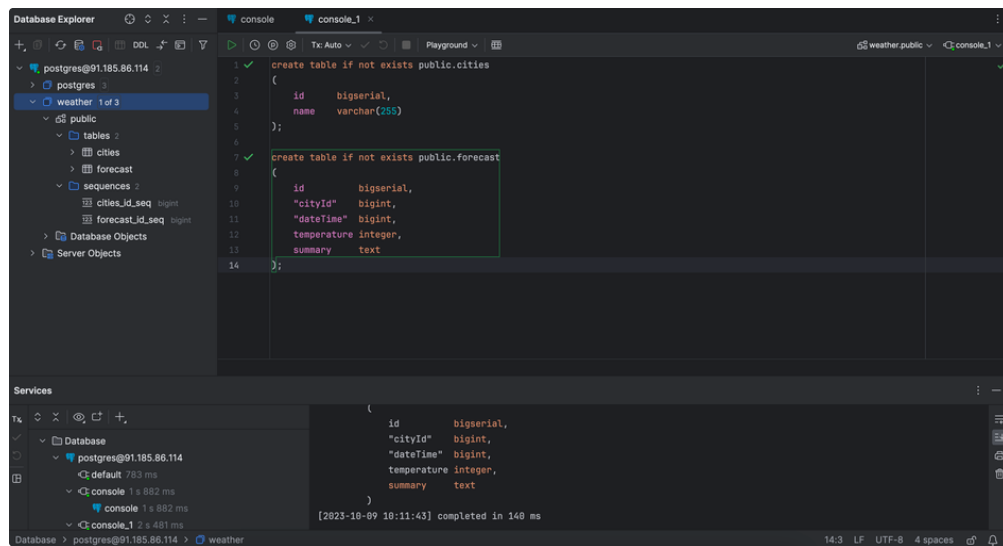 Database Explorer
console
console_1
DDL
Tx: Auto
Playground
weather.public
console_1
postgres@91.185.86.114 2
postgres 3
weather 1 of 3
public
tables 2
cities
forecast
sequences 2
cities_id_seq bigint
forecast_id_seq bigint
Database Objects
Server Objects
1 create table if not exists public.cities
2 (
3 id bigserial,
4 name varchar(255)
5 );
6
7 create table if not exists public.forecast
8 (
9 id bigserial,
10 "cityId" bigint,
11 "dateTime" bigint,
12 temperature integer,
13 summary text
14 );
Services
Tx
Database
postgres@91.185.86.114
default 783 ms
console 1 s 882 ms
console 1 s 882 ms
console_1 2 s 481 ms
(
id bigserial,
"cityId" bigint,
"dateTime" bigint,
temperature integer,
summary text
)
[2023-10-09 10:11:43] completed in 140 ms
Database > postgres@91.185.86.114 > weather
14:3 LF UTF-8 4 spaces